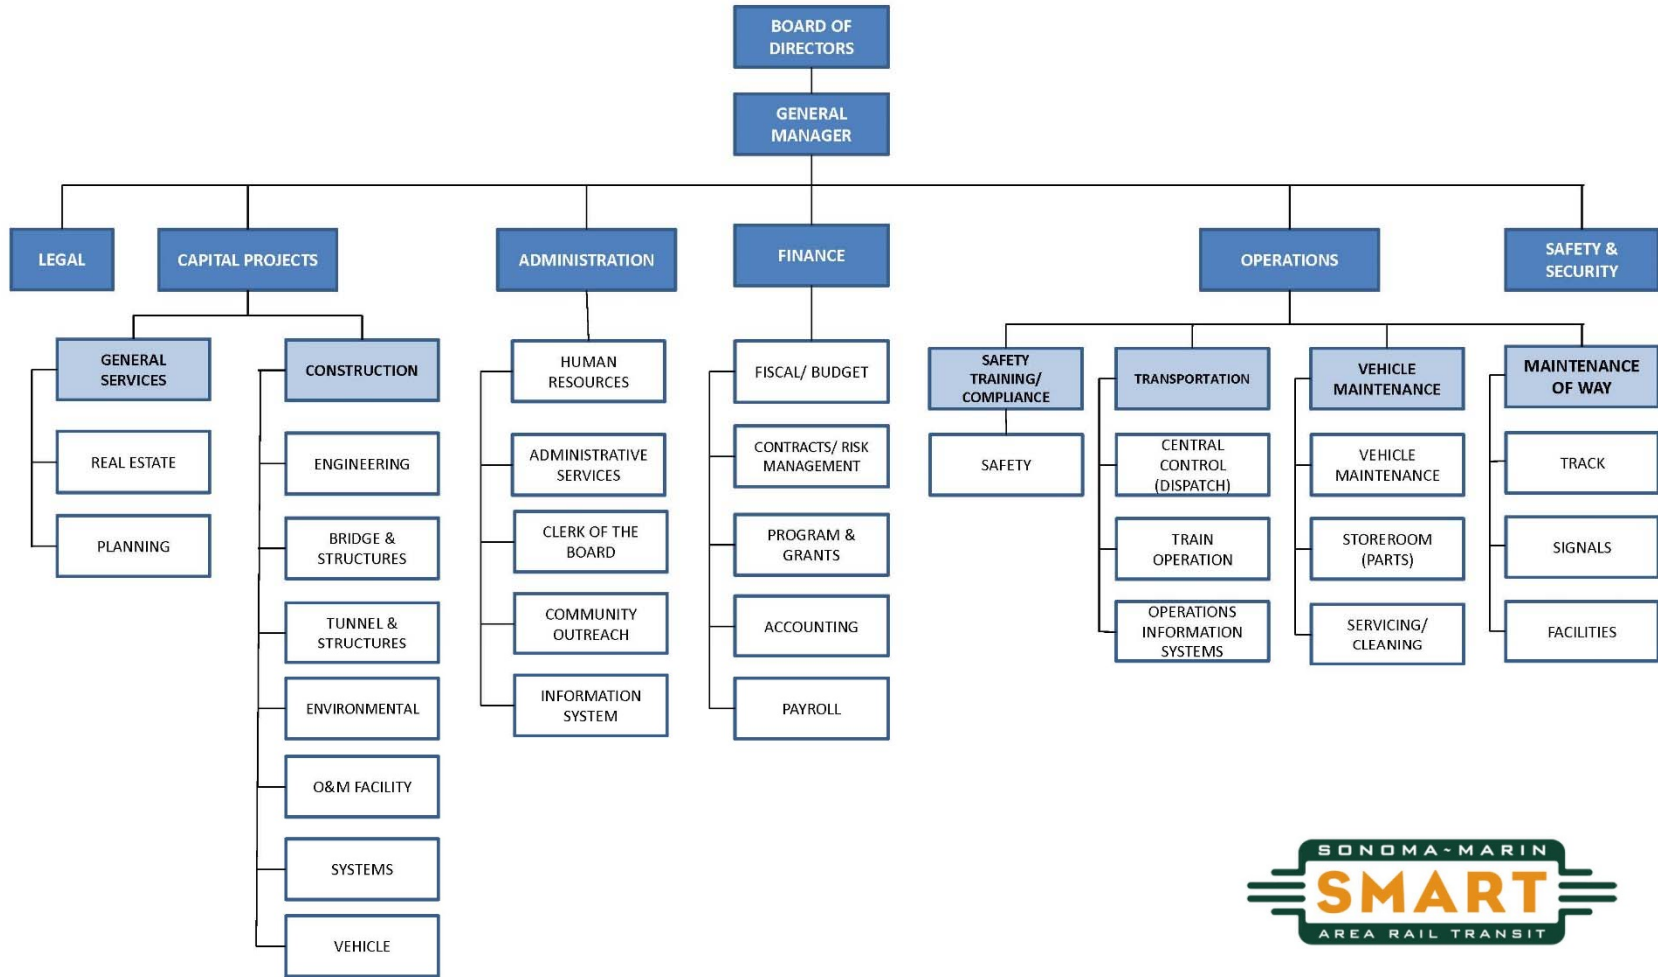 BOARD OF
DIRECTORS
GENERAL
MANAGER
LEGAL
CAPITAL PROJECTS
ADMINISTRATION
FINANCE
OPERATIONS
SAFETY &
SECURITY
GENERAL
SERVICES
REAL ESTATE
PLANNING
CONSTRUCTION
ENGINEERING
BRIDGE &
STRUCTURES
TUNNEL &
STRUCTURES
ENVIRONMENTAL
O&M FACILITY
SYSTEMS
VEHICLE
HUMAN
RESOURCES
ADMINISTRATIVE
SERVICES
CLERK OF THE
BOARD
COMMUNITY
OUTREACH
INFORMATION
SYSTEM
FISCAL/ BUDGET
CONTRACTS/ RISK
MANAGEMENT
PROGRAM &
GRANTS
ACCOUNTING
PAYROLL
SAFETY
TRAINING/
COMPLIANCE
SAFETY
TRANSPORTATION
CENTRAL
CONTROL
(DISPATCH)
TRAIN
OPERATION
OPERATIONS
INFORMATION
SYSTEMS
VEHICLE
MAINTENANCE
VEHICLE
MAINTENANCE
STOREROOM
(PARTS)
SERVICING/
CLEANING
MAINTENANCE
OF WAY
TRACK
SIGNALS
FACILITIES
SONOMA~MARIN
SMART
AREA RAIL TRANSIT